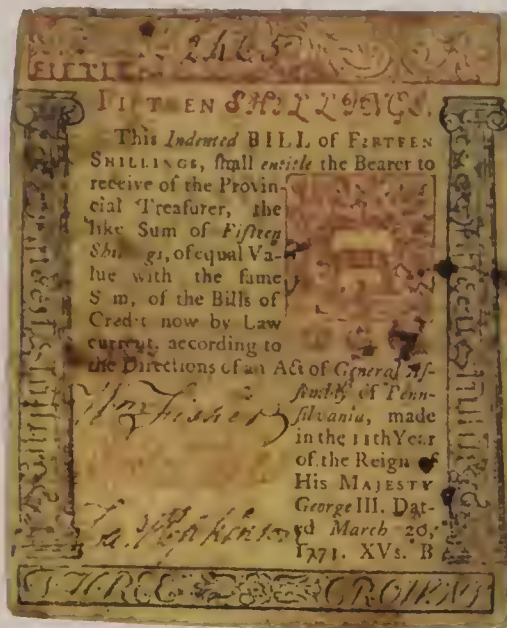 2465
FIFTEEN
FIFTEEN SHILLINGS.
This Indented BILL of FIFTEEN
SHILLINGS, ſhall entitle the Bearer to
receive of the Provin-
cial Treaſurer, the
like Sum of Fifteen
Shillings, of equal Va-
lue with the ſame
Sum, of the Bills of
Credit now by Law
current, according to
the Directions of an Act of General Aſ-
ſembly of Penn-
ſilvania, made
in the 11th Year
of the Reign of
His MAJESTY
George III. Dat-
ed March 20,
1771. XVs. B
Wm Fisher
THREE CROWNS